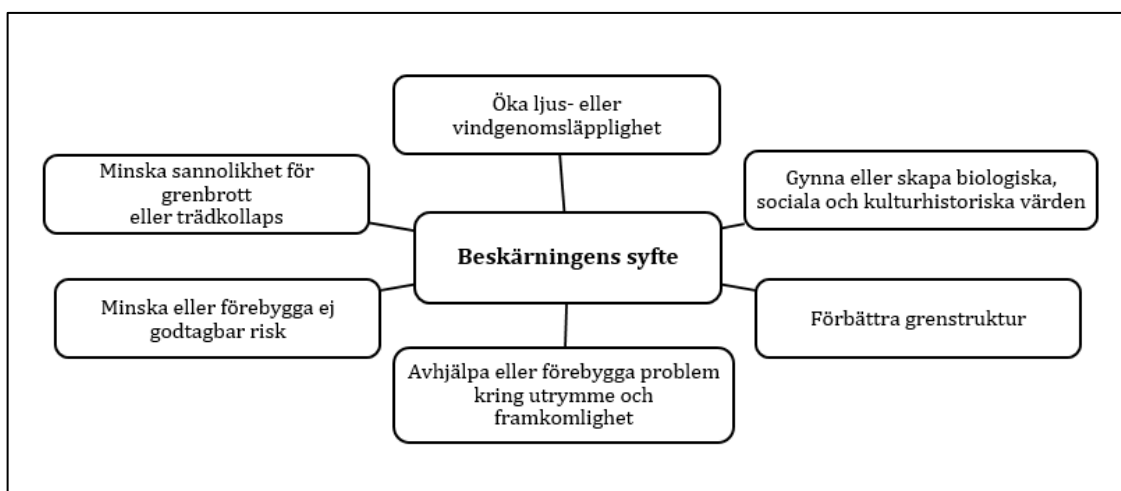 Öka ljus- eller
vindgenomsläpplighet
Minska sannolikhet för
grenbrott
eller trädkollaps
Gynna eller skapa biologiska,
sociala och kulturhistoriska värden
Beskärningens syfte
Minska eller förebygga ej
godtagbar risk
Förbättra grenstruktur
Avhjälpa eller förebygga problem
kring utrymme och
framkomlighet